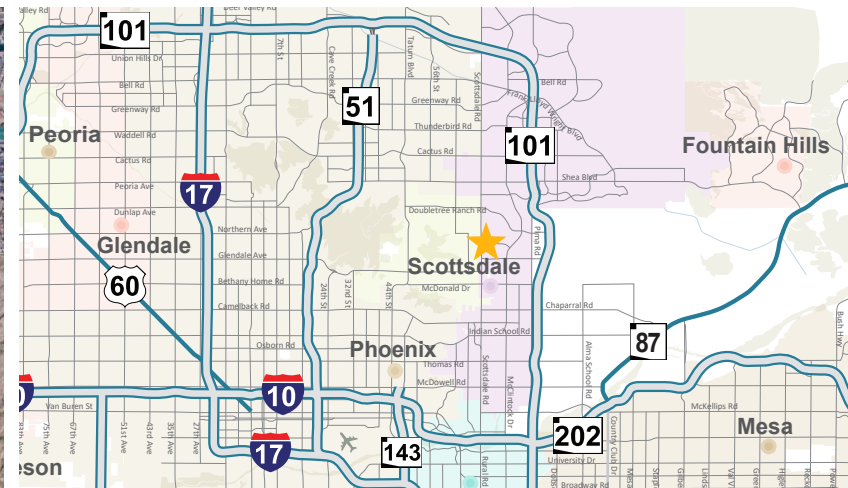 Deer Valley Rd
101
Union Hills Dr
7th St
Cave Creek Rd
Tatum Blvd
56th St
Scottsdale Rd
Bell Rd
Bell Rd
Frank Lloyd Wright Blvd
51
Greenway Rd
Greenway Rd
Peoria
Waddell Rd
Thunderbird Rd
101
Fountain Hills
Cactus Rd
Cactus Rd
17
Peoria Ave
Shea Blvd
Dunlap Ave
Doubletree Ranch Rd
Northern Ave
Pima Rd
Glendale
Glendale Ave
Scottsdale
60
Bethany Home Rd
24th St
32nd St
44th St
McDonald Dr
Camelback Rd
Chaparral Rd
Indian School Rd
87
Bush Hwy
Osborn Rd
Phoenix
Thomas Rd
Scottsdale Rd
Alma School Rd
McDowell Rd
McClintock Dr
10
Van Buren St
McKellips Rd
75th Ave
67th Ave
51st Ave
43rd Ave
35th Ave
27th Ave
Mesa
202
Country Club Dr
17
143
eson
Rural Rd
University Dr
Broadway Rd